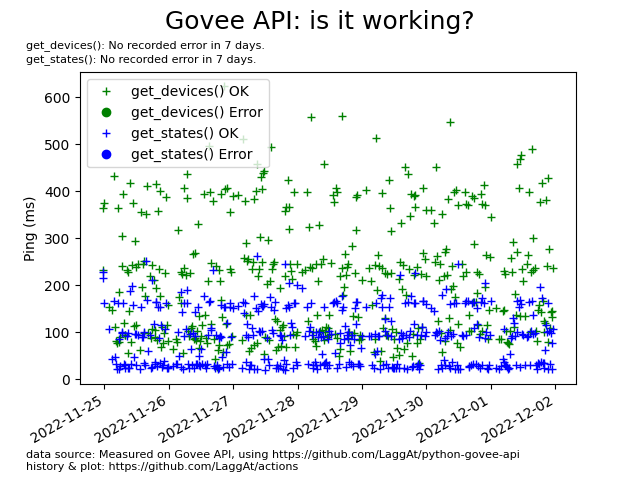 Govee API: is it working?
get_devices(): No recorded error in 7 days.
get_states(): No recorded error in 7 days.
get_devices() OK
get_devices() Error
get_states() OK
get_states() Error
Ping (ms)
600
500
400
300
200
100
0
2022-11-25
2022-11-26
2022-11-27
2022-11-28
2022-11-29
2022-11-30
2022-12-01
2022-12-02
data source: Measured on Govee API, using https://github.com/LaggAt/python-govee-api
history & plot: https://github.com/LaggAt/actions